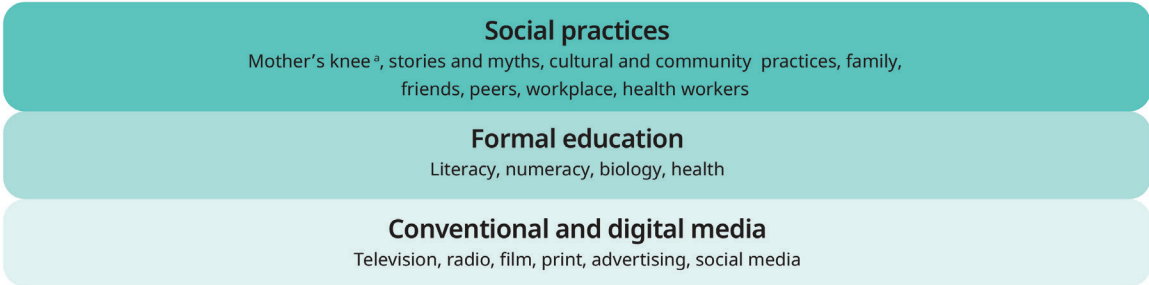 Social practices
Mother’s knee ᵃ, stories and myths, cultural and community practices, family,
friends, peers, workplace, health workers
Formal education
Literacy, numeracy, biology, health
Conventional and digital media
Television, radio, film, print, advertising, social media